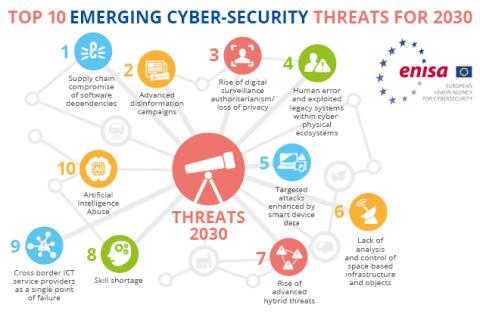 TOP 10 EMERGING CYBER-SECURITY THREATS FOR 2030
enisa
EUROPEAN
UNION AGENCY
FOR CYBERSECURITY
1
Supply chain
compromise
of software
dependencies
2
Advanced
disinformation
campaigns
3
Rise of digital
surveillance
authoritarianism/
loss of privacy
4
Human error
and exploited
legacy systems
within cyber-
physical
ecosystems
5
Targeted
attacks
enhanced by
smart device
data
6
Lack of
analysis
and control of
space-based
infrastructure
and objects
7
Rise of
advanced
hybrid threats
8
Skill shortage
9
Cross border ICT
service providers
as a single point
of failure
10
Artificial
Intelligence
Abuse
THREATS
2030